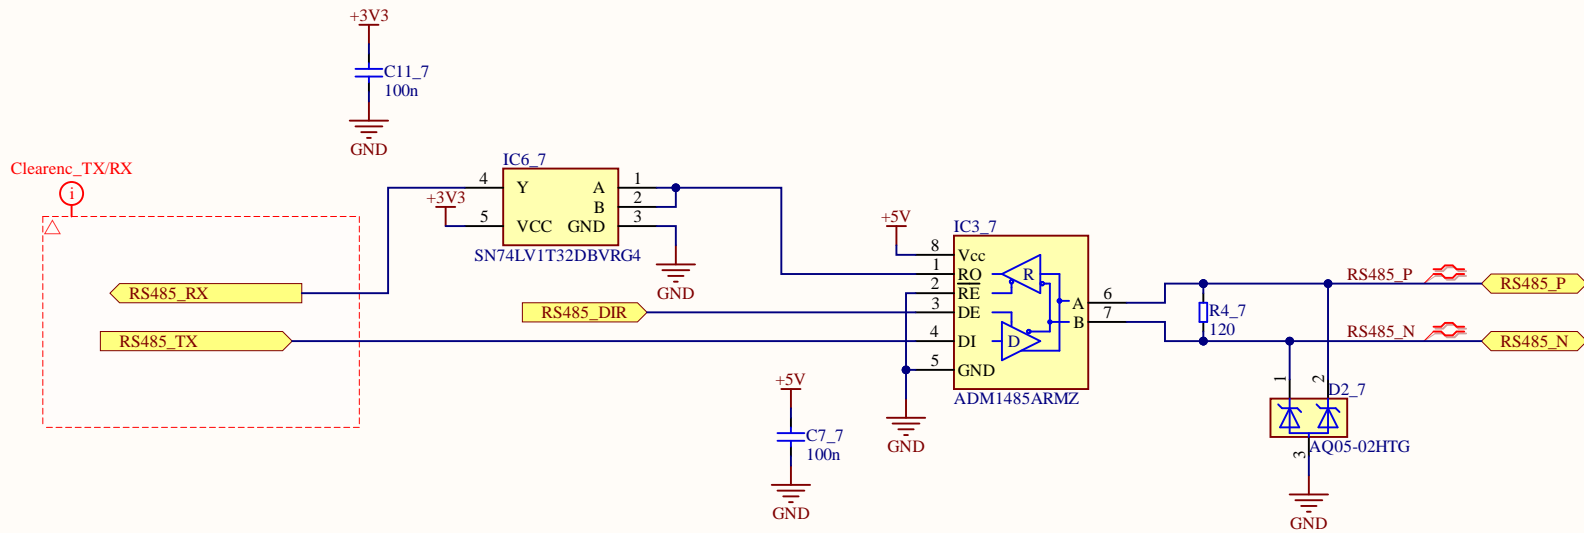 +3V3
C11_7
100n
GND
Clearenc_TX/RX
i
IC6_7
4 Y A 1
B 2
+3V3
5 VCC GND 3
SN74LV1T32DBVRG4
GND
RS485_RX
RS485_TX
RS485_DIR
+5V
IC3_7
8 Vcc
1 RO R
2 RE
3 DE
4 DI D
5 GND
A 6
B 7
ADM1485ARMZ
GND
+5V
C7_7
100n
GND
RS485_P
RS485_P
R4_7
120
RS485_N
RS485_N
1 2
D2_7
3
AQ05-02HTG
GND